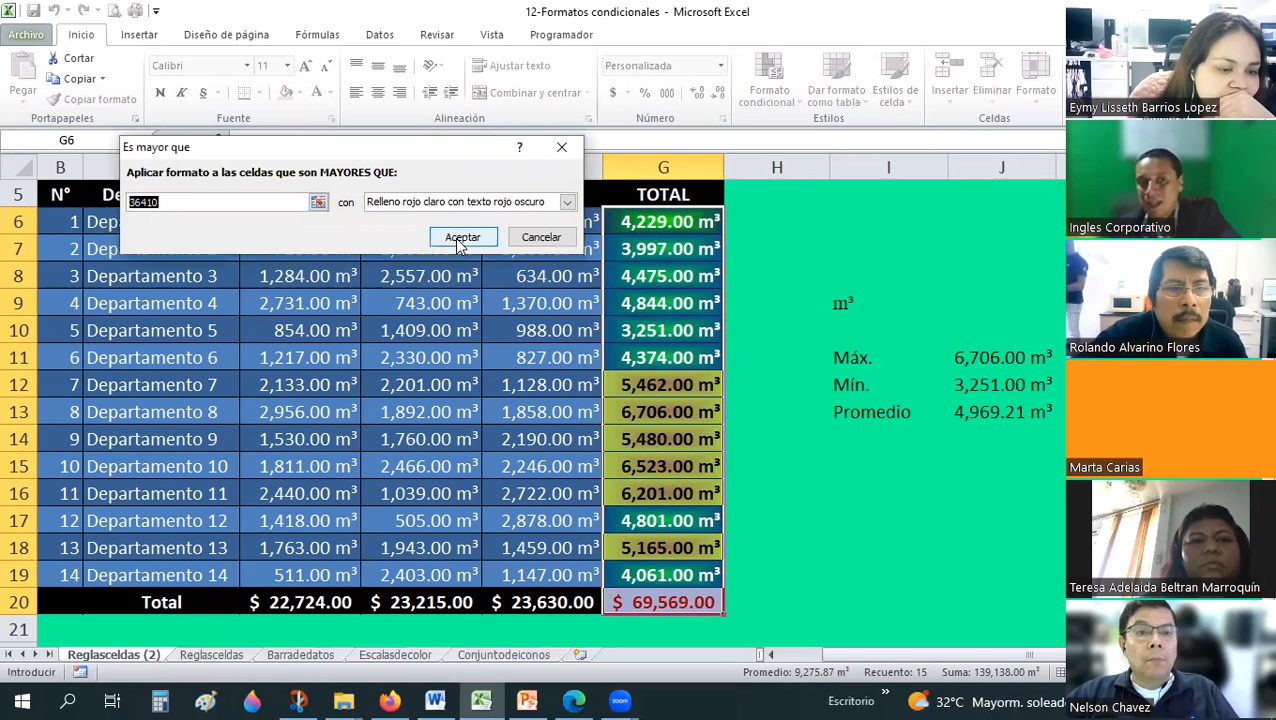 12-Formatos condicionales - Microsoft Excel
Archivo Inicio Insertar Diseño de página Fórmulas Datos Revisar Vista Programador
Pegar
Cortar
Copiar
Copiar formato
Portapapeles
Calibri 11
N K S
Fuente
Ajustar texto
Combinar y centrar
Alineación
Personalizada
$ % 000
Número
Formato condicional
Dar formato como tabla
Estilos de celda
Estilos
Insertar Eliminar Formato
Celdas
G6
Es mayor que ?
Aplicar formato a las celdas que son MAYORES QUE:
36410 con Relleno rojo claro con texto rojo oscuro
Aceptar Cancelar
B G H I J
5 N° TOTAL
6 1 m³ 4,229.00 m³
7 2 m³ 3,997.00 m³
8 3 Departamento 3 1,284.00 m³ 2,557.00 m³ 634.00 m³ 4,475.00 m³
9 4 Departamento 4 2,731.00 m³ 743.00 m³ 1,370.00 m³ 4,844.00 m³ m³
10 5 Departamento 5 854.00 m³ 1,409.00 m³ 988.00 m³ 3,251.00 m³
11 6 Departamento 6 1,217.00 m³ 2,330.00 m³ 827.00 m³ 4,374.00 m³ Máx. 6,706.00 m³
12 7 Departamento 7 2,133.00 m³ 2,201.00 m³ 1,128.00 m³ 5,462.00 m³ Mín. 3,251.00 m³
13 8 Departamento 8 2,956.00 m³ 1,892.00 m³ 1,858.00 m³ 6,706.00 m³ Promedio 4,969.21 m³
14 9 Departamento 9 1,530.00 m³ 1,760.00 m³ 2,190.00 m³ 5,480.00 m³
15 10 Departamento 10 1,811.00 m³ 2,466.00 m³ 2,246.00 m³ 6,523.00 m³
16 11 Departamento 11 2,440.00 m³ 1,039.00 m³ 2,722.00 m³ 6,201.00 m³
17 12 Departamento 12 1,418.00 m³ 505.00 m³ 2,878.00 m³ 4,801.00 m³
18 13 Departamento 13 1,763.00 m³ 1,943.00 m³ 1,459.00 m³ 5,165.00 m³
19 14 Departamento 14 511.00 m³ 2,403.00 m³ 1,147.00 m³ 4,061.00 m³
20 Total $ 22,724.00 $ 23,215.00 $ 23,630.00 $ 69,569.00
21
Reglasceldas (2) Reglasceldas Barradedatos Escalasdecolor Conjuntodeiconos
Introducir Promedio: 9,275.87 m³ Recuento: 15 Suma: 139,138.00 m³
Escritorio » 32°C Mayorm. soleado
zoom
Eymy Lisseth Barrios Lopez
Ingles Corporativo
Rolando Alvarino Flores
Marta Carias
Teresa Adelaida Beltran Marroquín
Nelson Chavez